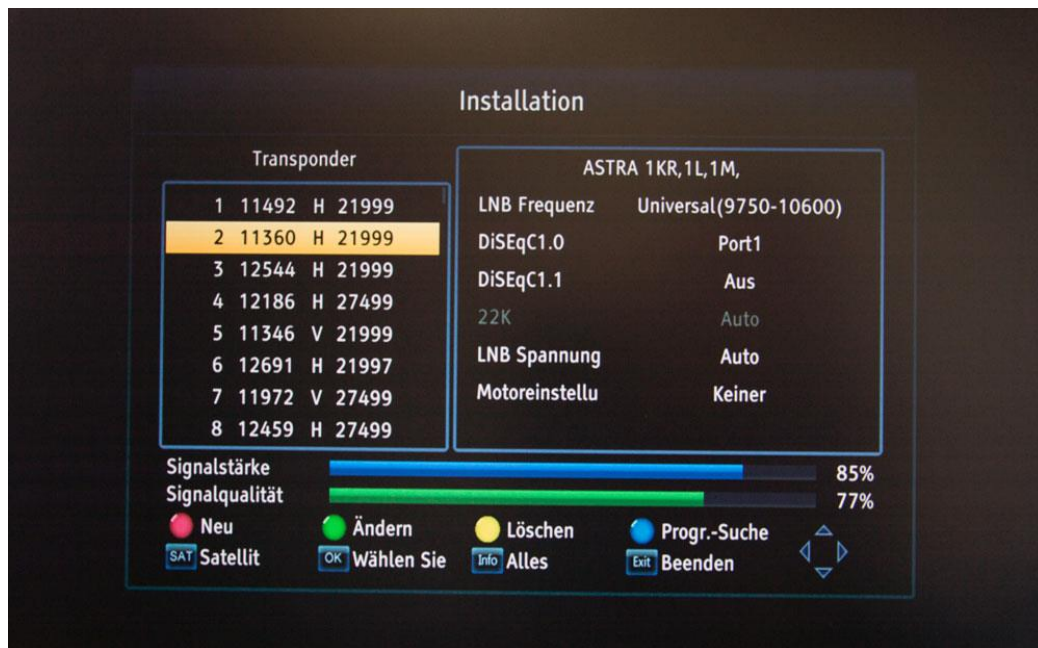 Installation
Transponder
1 11492 H 21999
2 11360 H 21999
3 12544 H 21999
4 12186 H 27499
5 11346 V 21999
6 12691 H 21997
7 11972 V 27499
8 12459 H 27499
ASTRA 1KR,1L,1M,
LNB Frequenz Universal(9750-10600)
DiSEqC1.0 Port1
DiSEqC1.1 Aus
22K Auto
LNB Spannung Auto
Motoreinstellu Keiner
Signalstärke 85%
Signalqualität 77%
Neu Ändern Löschen Progr.-Suche
SAT Satellit OK Wählen Sie Info Alles Exit Beenden